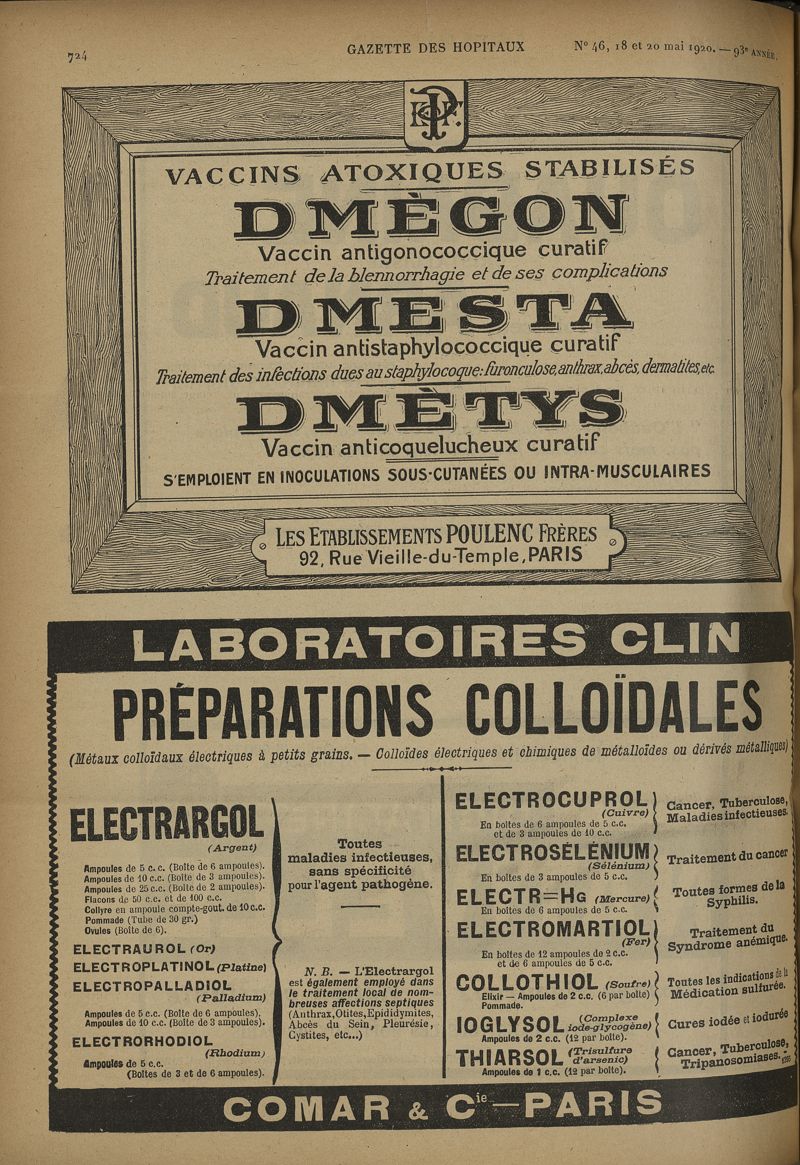 724
GAZETTE DES HOPITAUX
N° 46, 18 et 20 mai 1920. — 93e ANNÉE.
P
K F.
VACCINS ATOXIQUES STABILISÉS
DMÈGON
Vaccin antigonococcique curatif
Traitement de la blennorrhagie et de ses complications
DMESTA
Vaccin antistaphylococcique curatif
Traitement des infections dues au staphylocoque: furonculose, anthrax, abcès, dermatites, etc.
DMÈTYS
Vaccin anticoquelucheux curatif
S'EMPLOIENT EN INOCULATIONS SOUS-CUTANÉES OU INTRA-MUSCULAIRES
LES ETABLISSEMENTS POULENC FRÈRES
92, Rue Vieille-du-Temple, PARIS
LABORATOIRES CLIN
PRÉPARATIONS COLLOÏDALES
(Métaux colloïdaux électriques à petits grains. — Colloïdes électriques et chimiques de métalloïdes ou dérivés métalliques)
ELECTRARGOL
(Argent)
Ampoules de 5 c. c. (Boîte de 6 ampoules).
Ampoules de 10 c.c. (Boîte de 3 ampoules).
Ampoules de 25 c.c. (Boîte de 2 ampoules).
Flacons de 50 c.c. et de 100 c.c.
Collyre en ampoule compte-gout. de 10 c.c.
Pommade (Tube de 30 gr.)
Ovules (Boîte de 6).
ELECTRAUROL (Or)
ELECTROPLATINOL (Platine)
ELECTROPALLADIOL
(Palladium)
Ampoules de 5 c.c. (Boîte de 6 ampoules).
Ampoules de 10 c.c. (Boîte de 3 ampoules).
ELECTRORHODIOL
(Rhodium)
Ampoules de 5 c.c.
(Boîtes de 3 et de 6 ampoules).
Toutes
maladies infectieuses,
sans spécificité
pour l'agent pathogène.
N. B. — L'Electrargol
est également employé dans
le traitement local de nom-
breuses affections septiques
(Anthrax, Otites, Epididymites,
Abcès du Sein, Pleurésie,
Cystites, etc...)
ELECTROCUPROL
(Cuivre)
En boîtes de 6 ampoules de 5 c.c.
et de 3 ampoules de 10 c.c.
Cancer, Tuberculose,
Maladies infectieuses.
ELECTROSÉLÉNIUM
(Sélénium)
En boîtes de 3 ampoules de 5 c.c.
Traitement du cancer
ELECTR=HG (Mercure)
En boîtes de 6 ampoules de 5 c.c.
Toutes formes de la
Syphilis.
ELECTROMARTIOL
(Fer)
En boîtes de 12 ampoules de 2 c.c.
et de 6 ampoules de 5 c.c.
Traitement du
Syndrome anémique.
COLLOTHIOL (Soufre)
Elixir — Ampoules de 2 c.c. (6 par boîte)
Pommade.
Toutes les indications de la
Médication sulfurée.
IOGLYSOL (Complexe
iode-glycogène)
Ampoules de 2 c.c. (12 par boîte).
Cures iodée et iodurée
THIARSOL (Trisulfure
d'arsenic)
Ampoules de 1 c.c. (12 par boîte).
Cancer, Tuberculose,
Tripanosomiases.
COMAR & Cie — PARIS